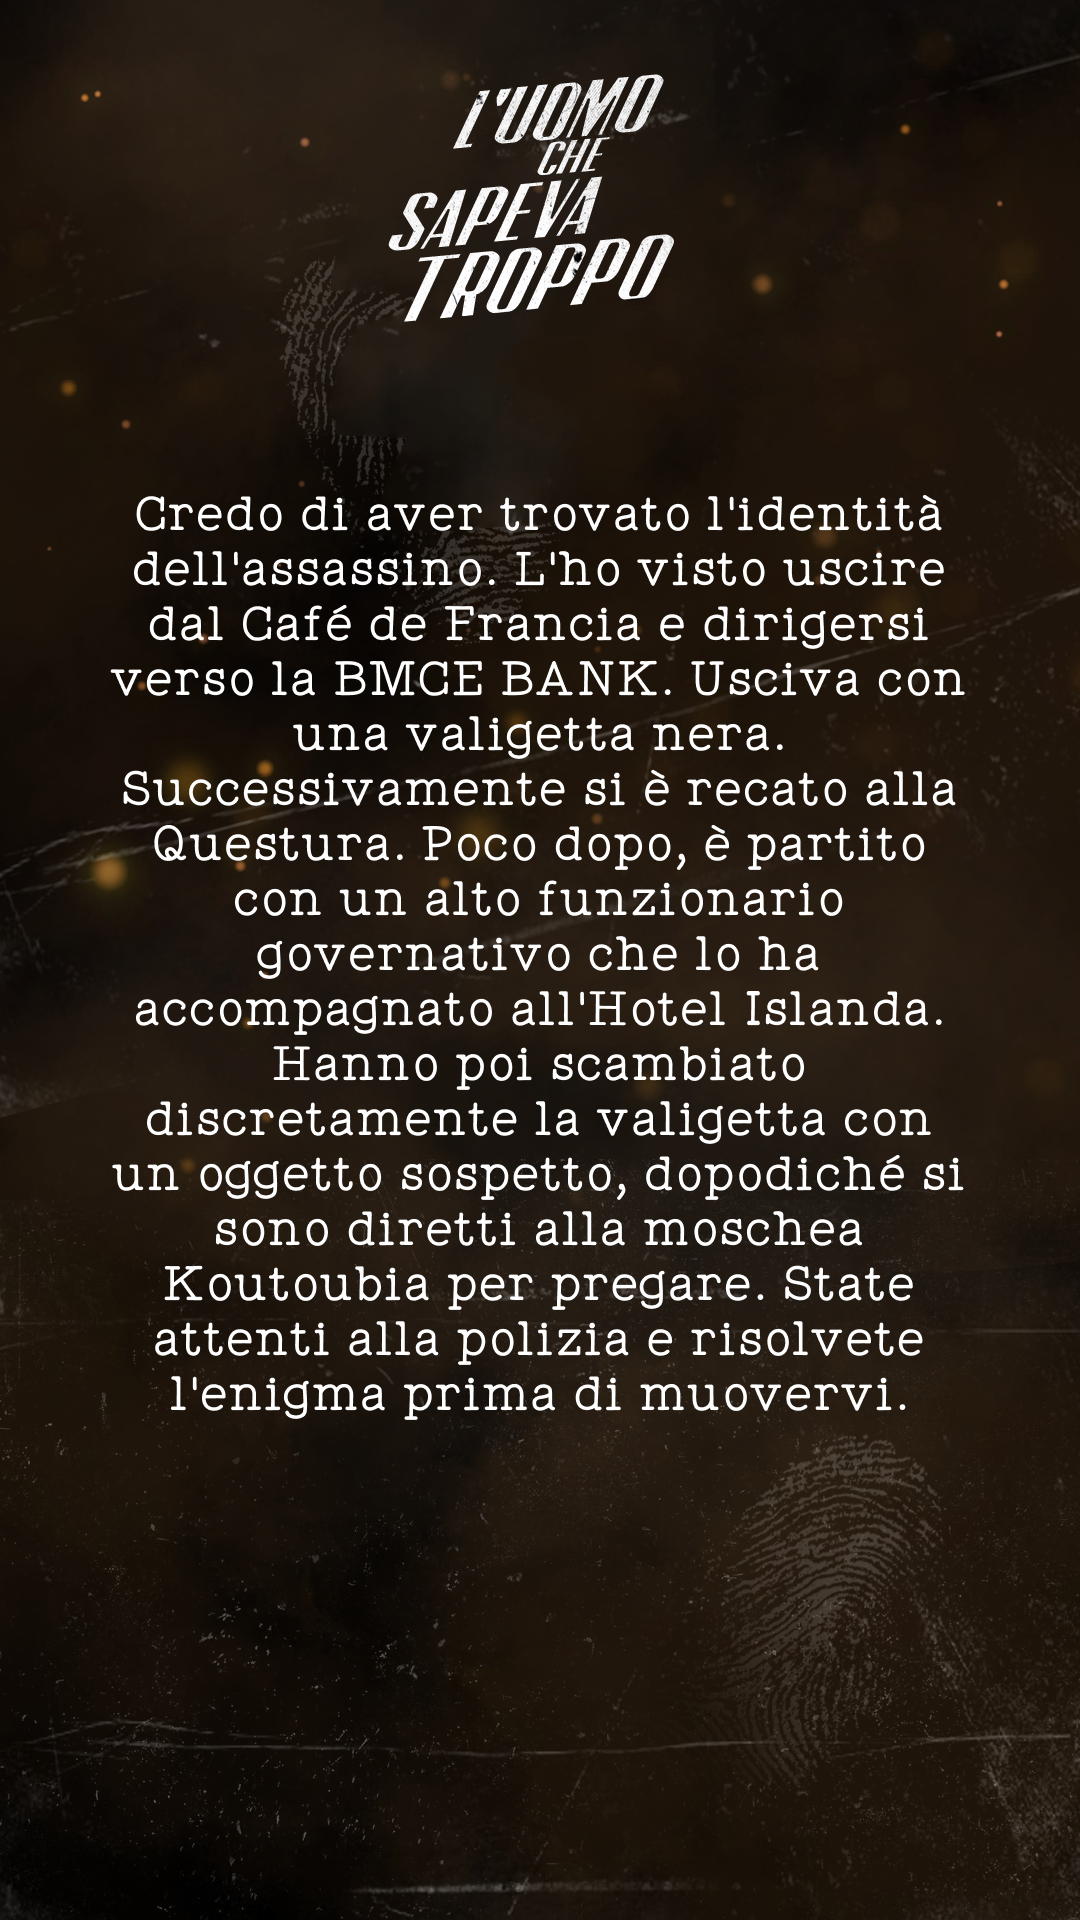 L'UOMO
CHE
SAPEVA
TROPPO
Credo di aver trovato l'identità
dell'assassino. L'ho visto uscire
dal Café de Francia e dirigersi
verso la BMCE BANK. Usciva con
una valigetta nera.
Successivamente si è recato alla
Questura. Poco dopo, è partito
con un alto funzionario
governativo che lo ha
accompagnato all'Hotel Islanda.
Hanno poi scambiato
discretamente la valigetta con
un oggetto sospetto, dopodiché si
sono diretti alla moschea
Koutoubia per pregare. State
attenti alla polizia e risolvete
l'enigma prima di muovervi.